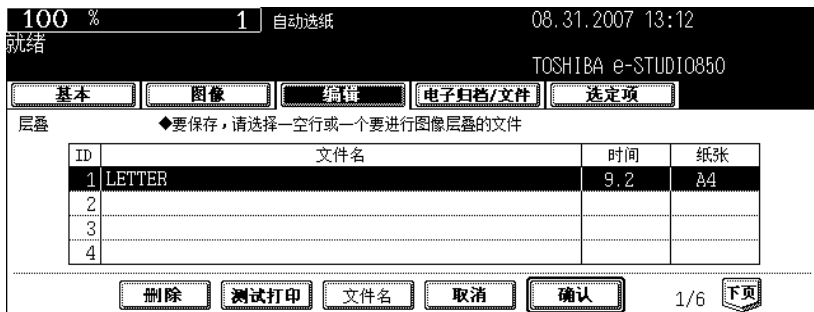 100 % 1 自动选纸 08.31.2007 13:12
就绪
TOSHIBA e-STUDIO850
基本 图像 编辑 电子归档/文件 选定项
层叠 ◆要保存，请选择一空行或一个要进行图像层叠的文件
ID 文件名 时间 纸张
1 LETTER 9.2 A4
2
3
4
删除 测试打印 文件名 取消 确认 1/6 下页